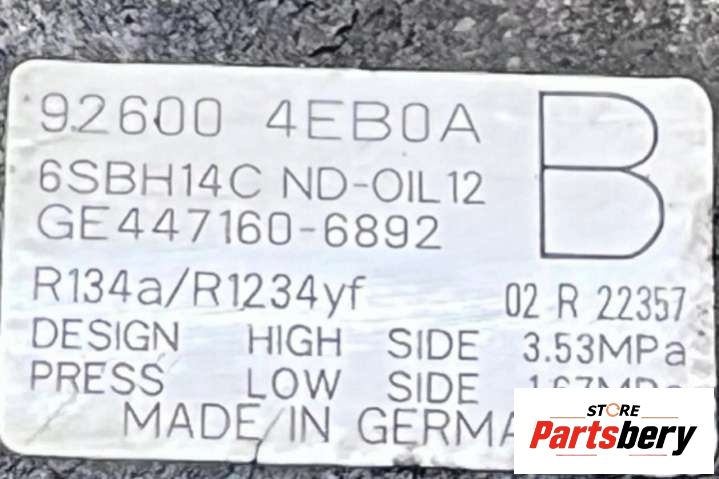 92600 4EB0A
B
6SBH14C ND-OIL12
GE447160-6892
R134a/R1234yf
02 R 22357
DESIGN HIGH SIDE 3.53MPa
PRESS LOW SIDE
MADE IN
STORE
Partsbery